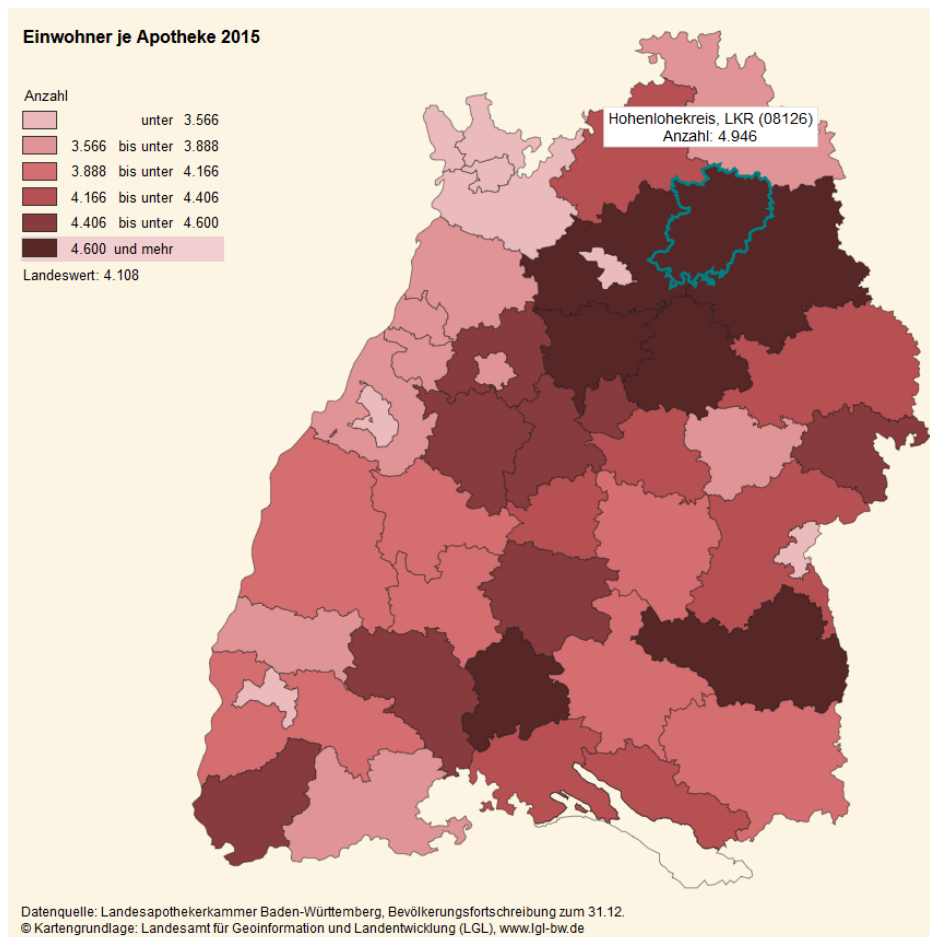 Einwohner je Apotheke 2015
Anzahl
unter 3.566
3.566 bis unter 3.888
3.888 bis unter 4.166
4.166 bis unter 4.406
4.406 bis unter 4.600
4.600 und mehr
Landeswert: 4.108
Hohenlohekreis, LKR (08126)
Anzahl: 4.946
Datenquelle: Landesapothekerkammer Baden-Württemberg, Bevölkerungsfortschreibung zum 31.12.
© Kartengrundlage: Landesamt für Geoinformation und Landentwicklung (LGL), www.lgl-bw.de